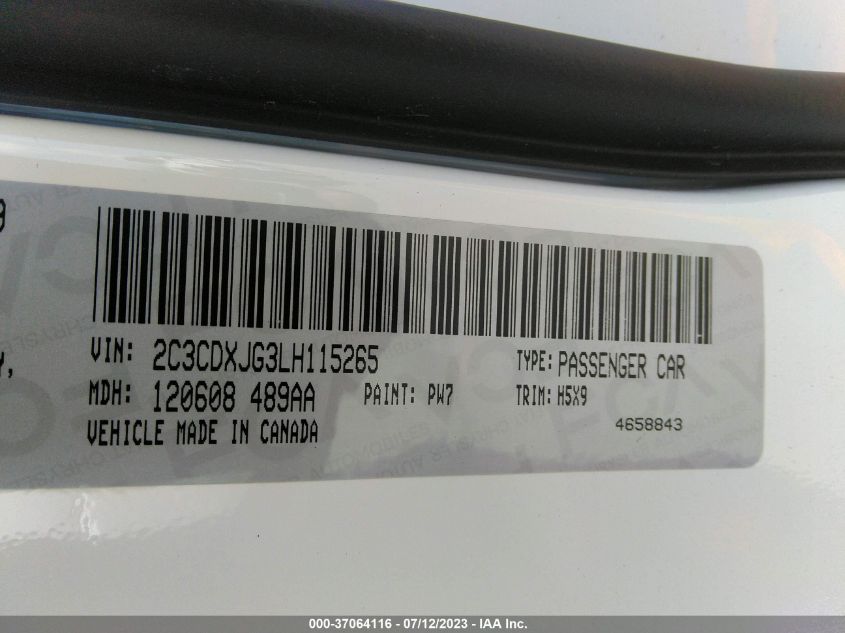 9
Y,
VIN: 2C3CDXJG3LH115265 TYPE: PASSENGER CAR
MDH: 120608 489AA PAINT: PW7 TRIM: H5X9
VEHICLE MADE IN CANADA 4658843
000-37064116 - 07/12/2023 - IAA Inc.